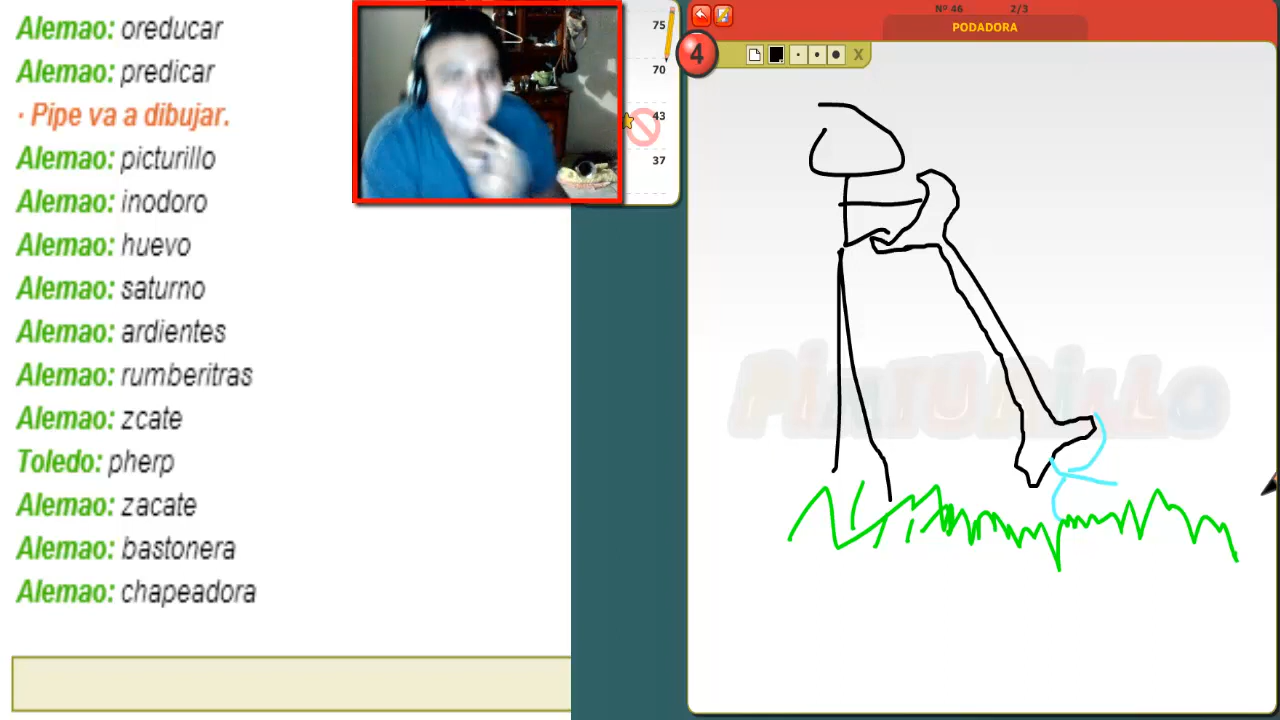 Alemao: oreducar
Alemao: predicar
· Pipe va a dibujar.
Alemao: picturillo
Alemao: inodoro
Alemao: huevo
Alemao: saturno
Alemao: ardientes
Alemao: rumberitras
Alemao: zcate
Toledo: pherp
Alemao: zacate
Alemao: bastonera
Alemao: chapeadora
75
70
43
37
Nº 46 2/3
PODADORA
4
X
PINTURILLO